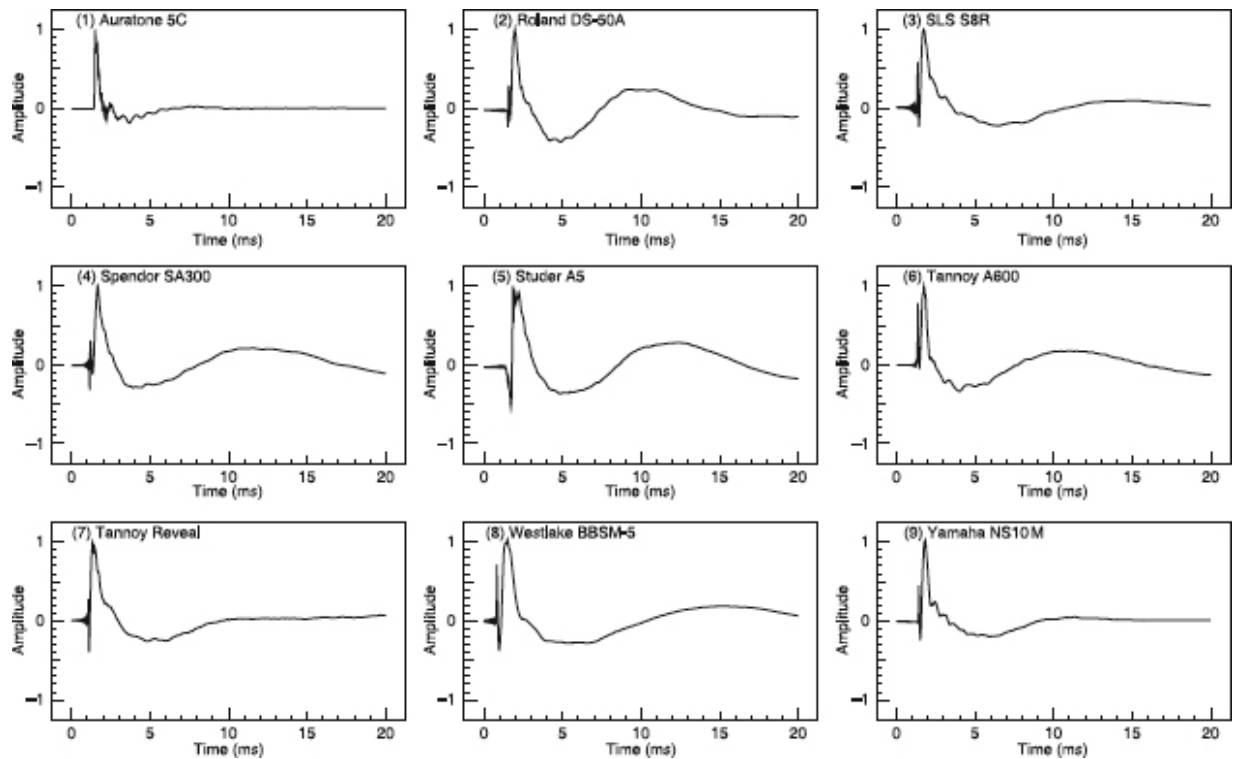 (1) Auratone 5C
1
0
−1
Amplitude
0 5 10 15 20
Time (ms)
(2) Roland DS-50A
1
0
−1
Amplitude
0 5 10 15 20
Time (ms)
(3) SLS S8R
1
0
−1
Amplitude
0 5 10 15 20
Time (ms)
(4) Spendor SA300
1
0
−1
Amplitude
0 5 10 15 20
Time (ms)
(5) Studer A5
1
0
−1
Amplitude
0 5 10 15 20
Time (ms)
(6) Tannoy A600
1
0
−1
Amplitude
0 5 10 15 20
Time (ms)
(7) Tannoy Reveal
1
0
−1
Amplitude
0 5 10 15 20
Time (ms)
(8) Westlake BBSM-5
1
0
−1
Amplitude
0 5 10 15 20
Time (ms)
(9) Yamaha NS10M
1
0
−1
Amplitude
0 5 10 15 20
Time (ms)